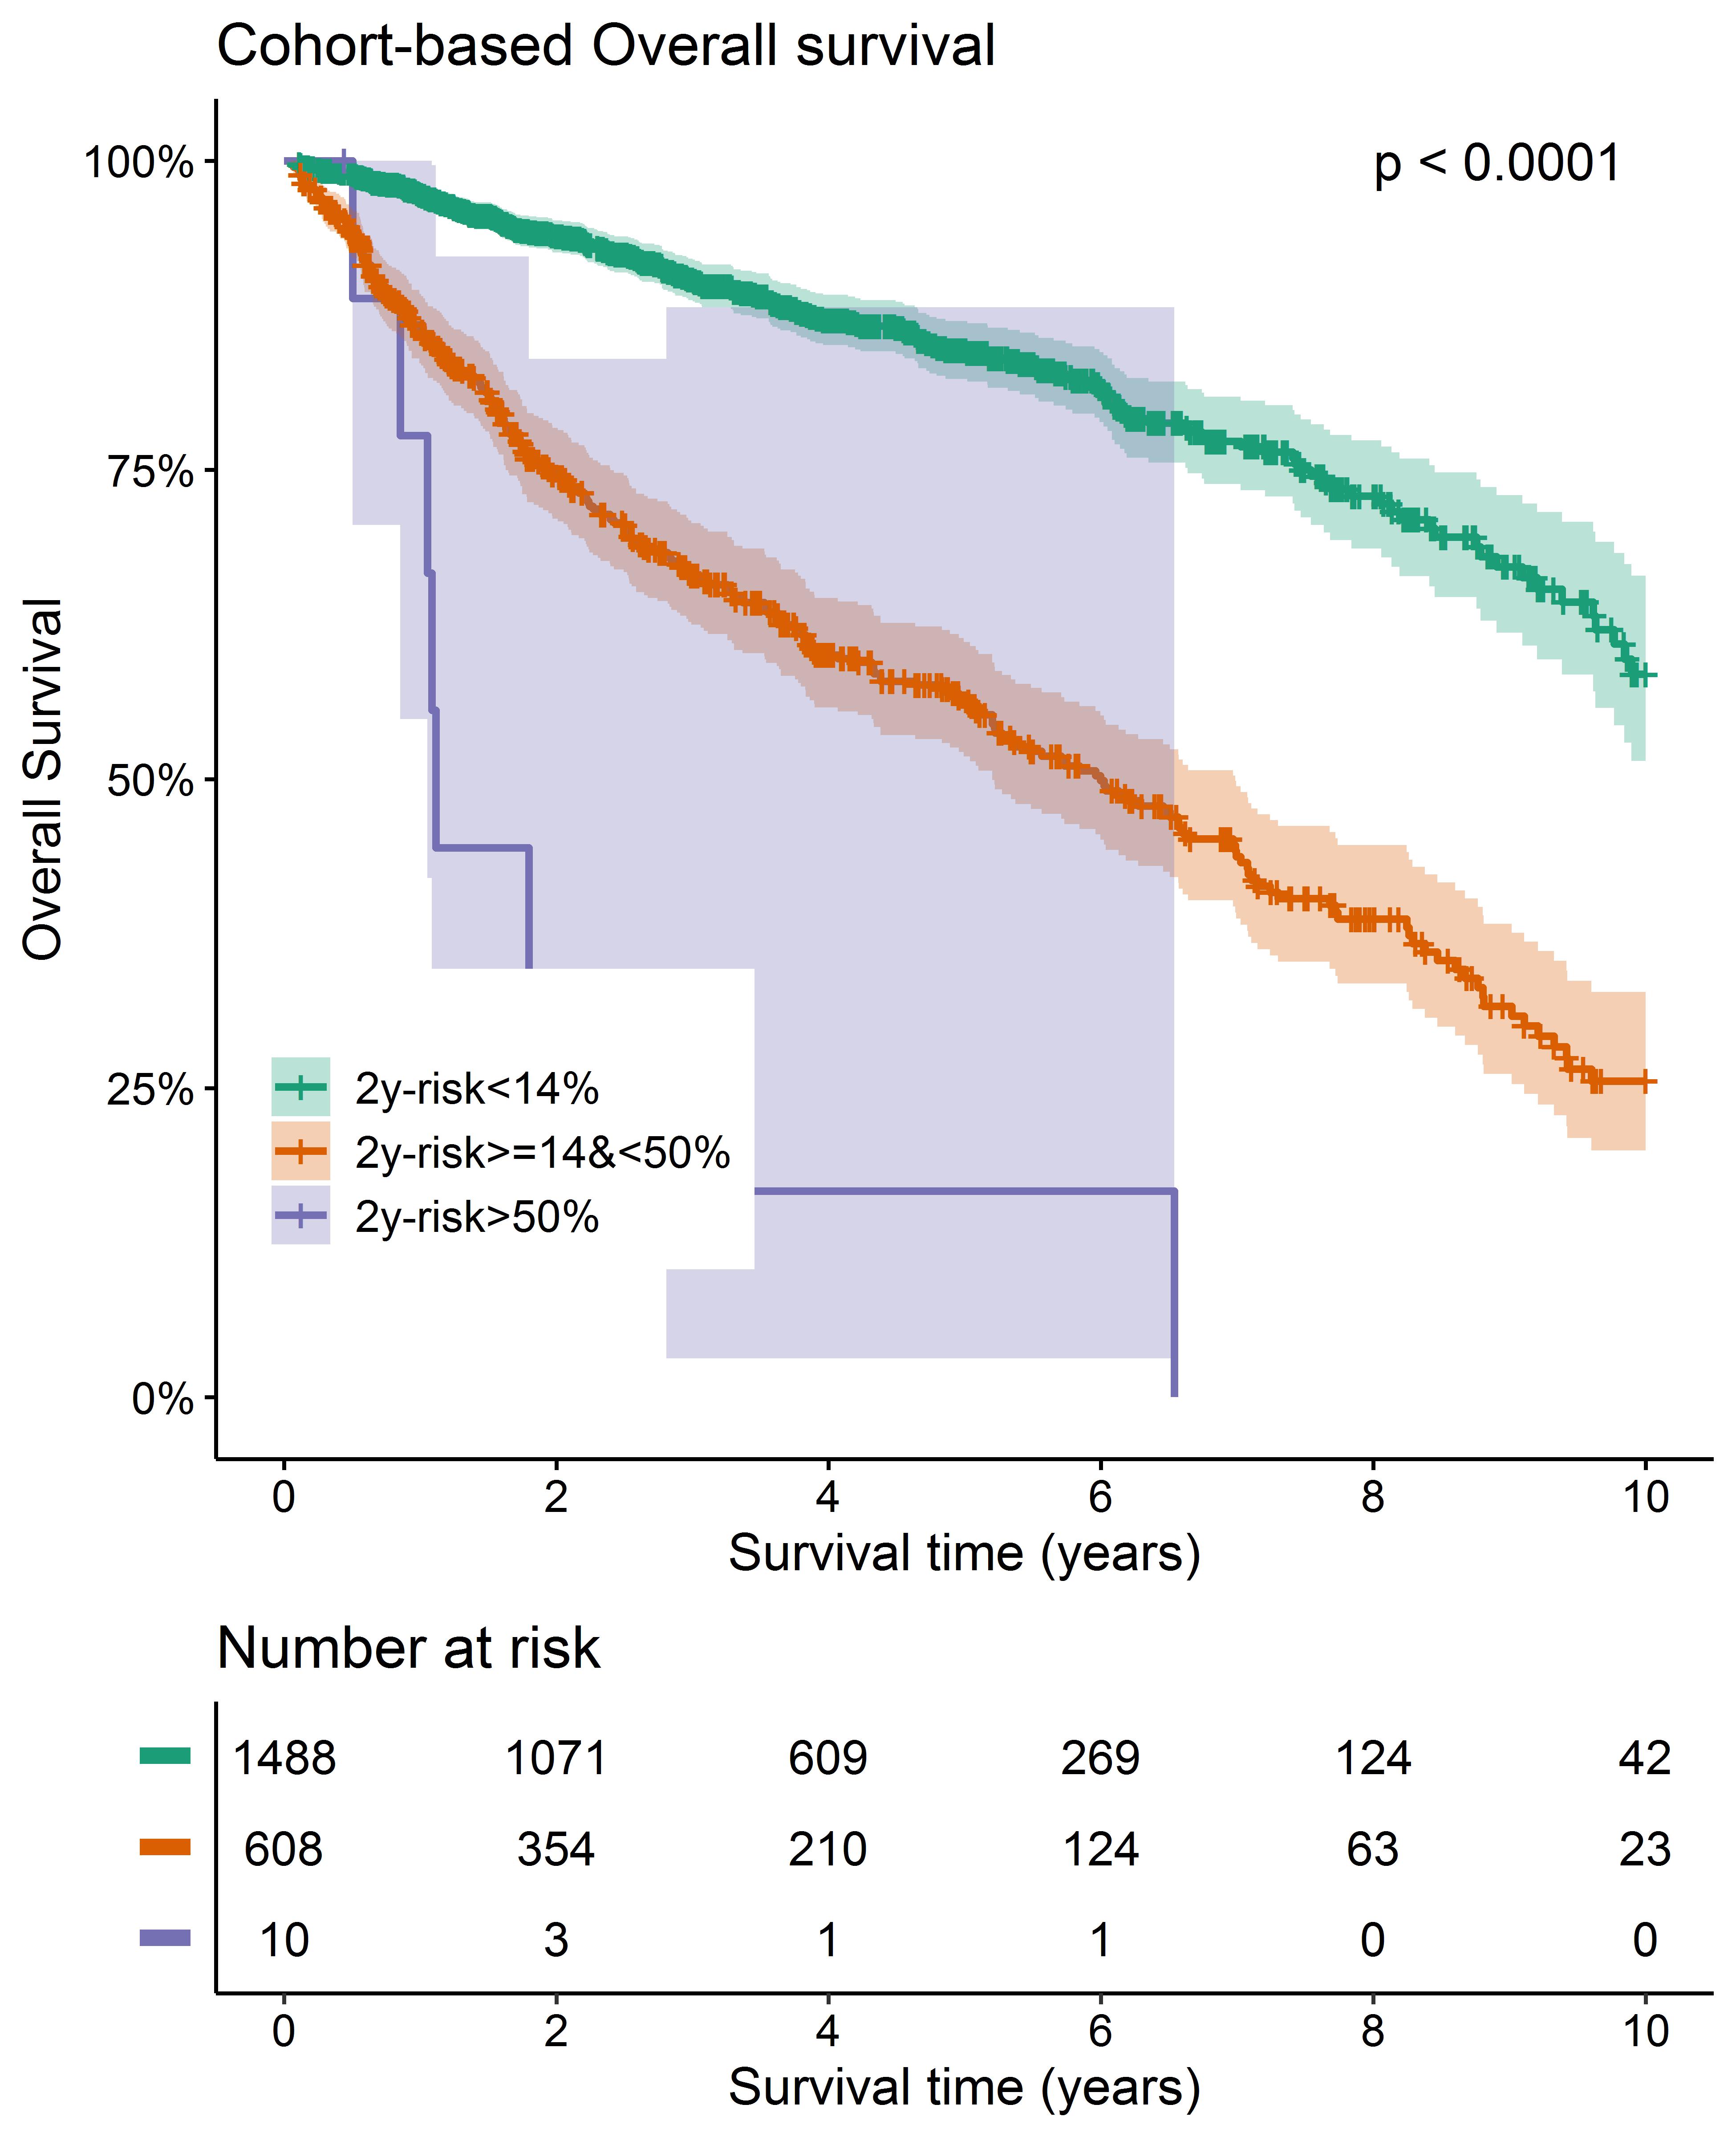 Cohort-based Overall survival
p < 0.0001
100%
75%
50%
25%
0%
Overall Survival
2y-risk<14%
2y-risk>=14&<50%
2y-risk>50%
0 2 4 6 8 10
Survival time (years)
Number at risk
1488 1071 609 269 124 42
608 354 210 124 63 23
10 3 1 1 0 0
0 2 4 6 8 10
Survival time (years)